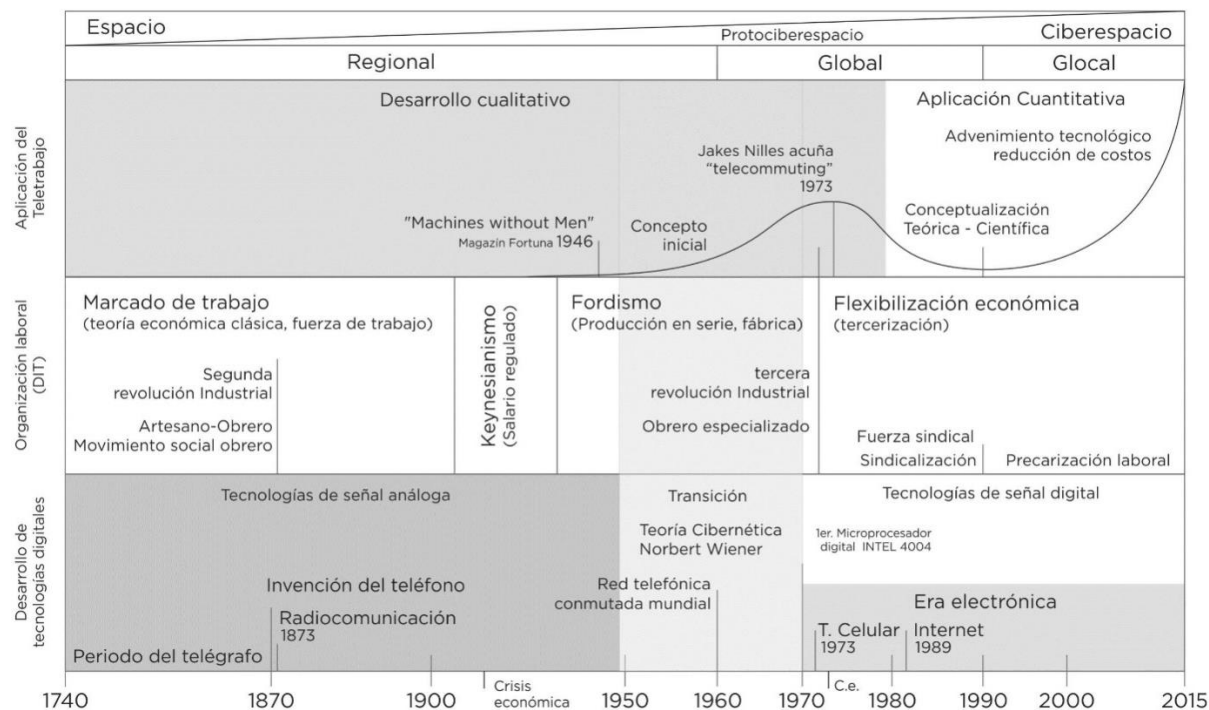 Espacio
Protociberespacio
Ciberespacio
Regional
Global
Glocal
Aplicación del
Teletrabajo
Desarrollo cualitativo
Aplicación Cuantitativa
Advenimiento tecnológico
reducción de costos
Jakes Nilles acuña
"telecommuting"
1973
"Machines without Men"
Magazín Fortuna 1946
Concepto
inicial
Conceptualización
Teórica - Científica
Organización laboral
(DIT)
Marcado de trabajo
(teoría económica clásica, fuerza de trabajo)
Segunda
revolución Industrial
Artesano-Obrero
Movimiento social obrero
Keynesianismo
(Salario regulado)
Fordismo
(Producción en serie, fábrica)
tercera
revolución Industrial
Obrero especializado
Flexibilización económica
(tercerización)
Fuerza sindical
Sindicalización
Precarización laboral
Desarrollo de
tecnologías digitales
Tecnologías de señal análoga
Invención del teléfono
Radiocomunicación
1873
Periodo del telégrafo
Transición
Teoría Cibernética
Norbert Wiener
Red telefónica
conmutada mundial
Tecnologías de señal digital
1er. Microprocesador
digital INTEL 4004
Era electrónica
T. Celular
1973
Internet
1989
1740
1870
1900
Crisis
económica
1950
1960
1970
C.e.
1980
1990
2000
2015